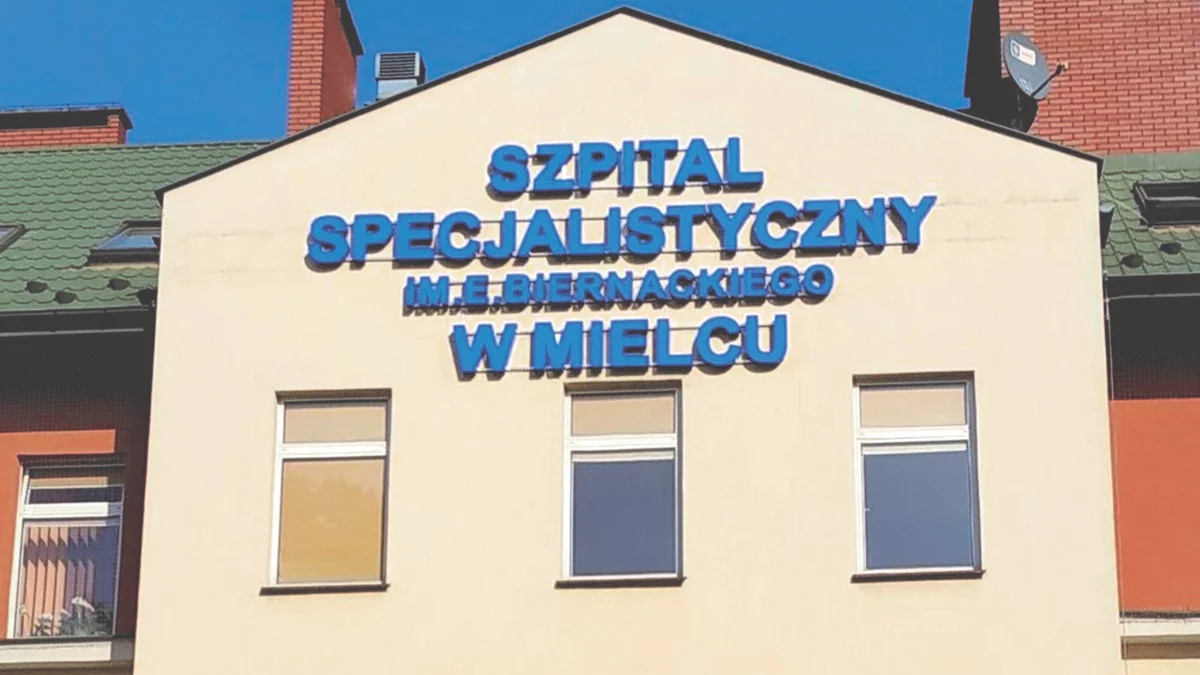 SZPITAL
SPECJALISTYCZNY
IM.E.BIERNACKIEGO
W MIELCU